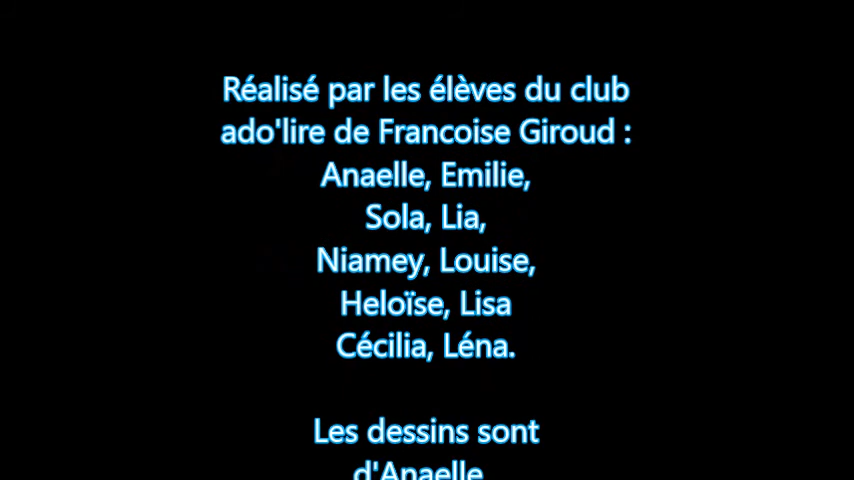 Réalisé par les élèves du club
ado'lire de Francoise Giroud :
Anaelle, Emilie,
Sola, Lia,
Niamey, Louise,
Heloïse, Lisa
Cécilia, Léna.
Les dessins sont
d'Anaelle